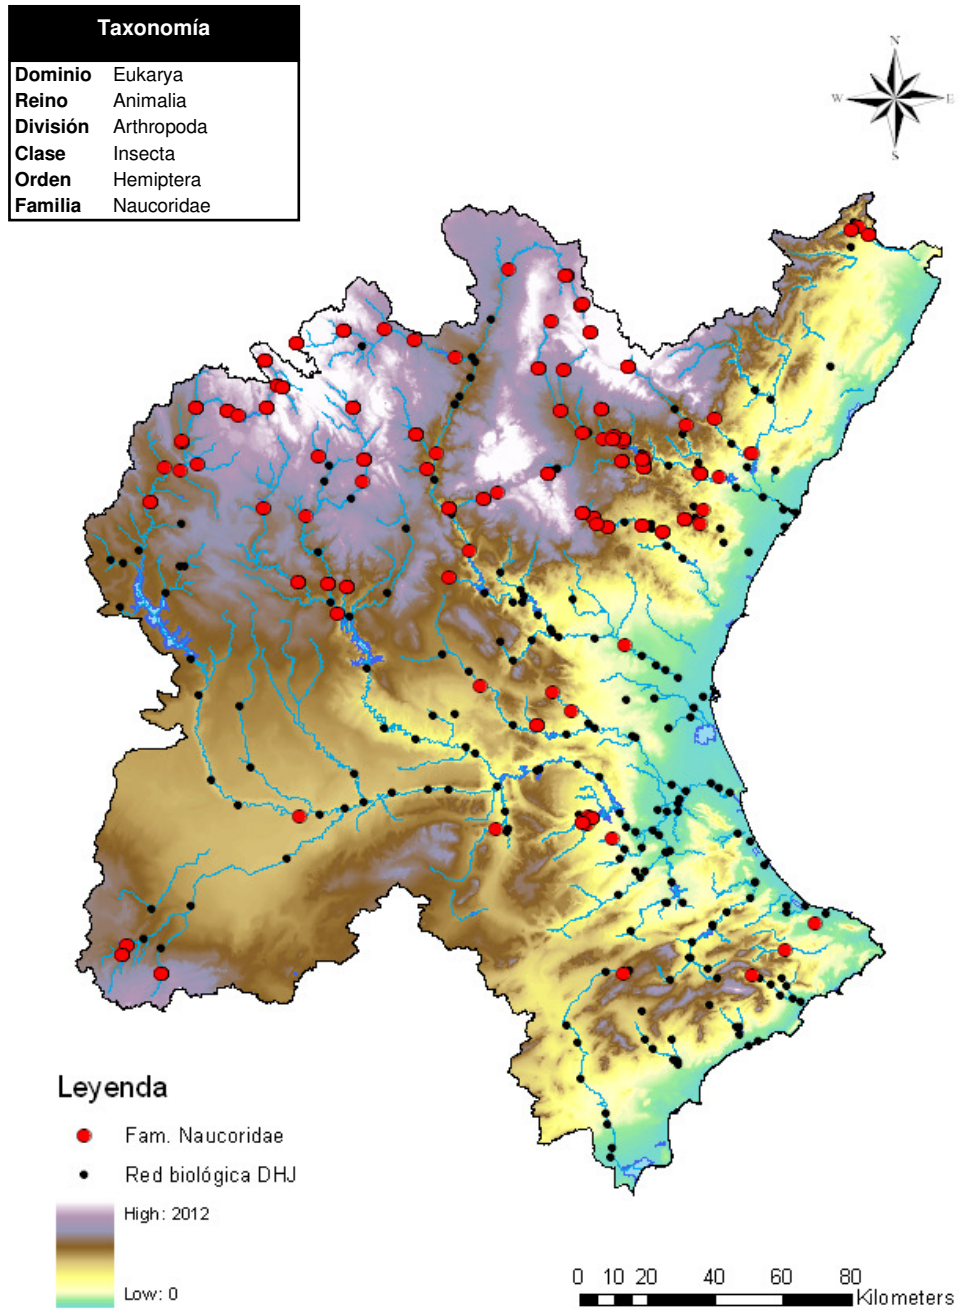 Taxonomía
Dominio Eukarya
Reino Animalia
División Arthropoda
Clase Insecta
Orden Hemiptera
Familia Naucoridae
N
W E
S
Leyenda
Fam. Naucoridae
Red biológica DHJ
High: 2012
Low: 0
0 10 20 40 60 80
Kilometers